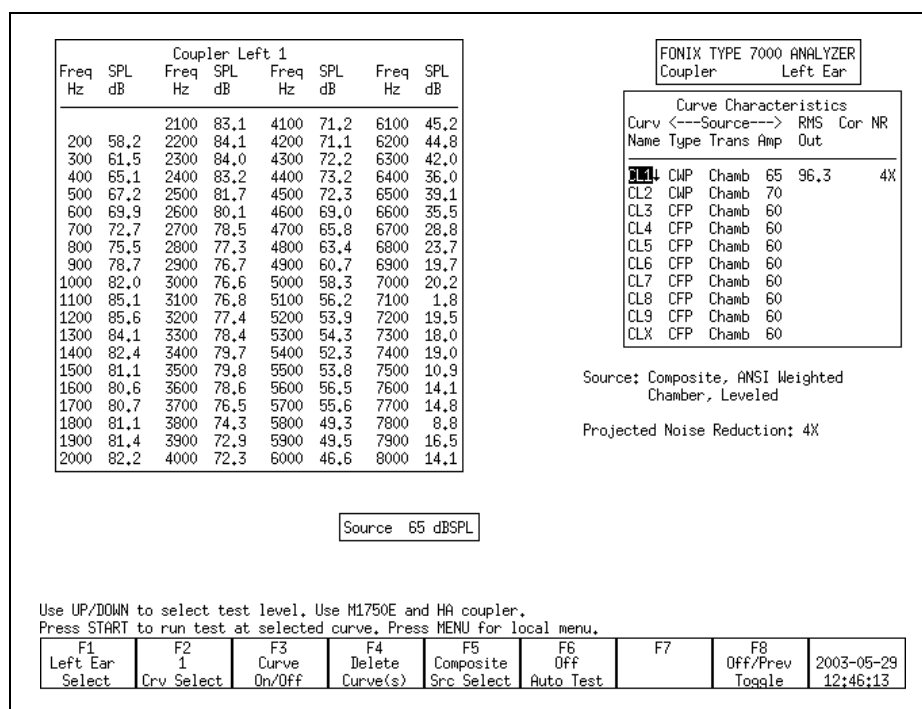 Coupler Left 1
Freq SPL Freq SPL Freq SPL Freq SPL
Hz dB Hz dB Hz dB Hz dB
2100 83.1 4100 71.2 6100 45.2
200 58.2 2200 84.1 4200 71.1 6200 44.8
300 61.5 2300 84.0 4300 72.2 6300 42.0
400 65.1 2400 83.2 4400 73.2 6400 36.0
500 67.2 2500 81.7 4500 72.3 6500 39.1
600 69.9 2600 80.1 4600 69.0 6600 35.5
700 72.7 2700 78.5 4700 65.8 6700 28.8
800 75.5 2800 77.3 4800 63.4 6800 23.7
900 78.7 2900 76.7 4900 60.7 6900 19.7
1000 82.0 3000 76.6 5000 58.3 7000 20.2
1100 85.1 3100 76.8 5100 56.2 7100 1.8
1200 85.6 3200 77.4 5200 53.9 7200 19.5
1300 84.1 3300 78.4 5300 54.3 7300 18.0
1400 82.4 3400 79.7 5400 52.3 7400 19.0
1500 81.1 3500 79.8 5500 53.8 7500 10.9
1600 80.6 3600 78.6 5600 56.5 7600 14.1
1700 80.7 3700 76.5 5700 55.6 7700 14.8
1800 81.1 3800 74.3 5800 49.3 7800 8.8
1900 81.4 3900 72.9 5900 49.5 7900 16.5
2000 82.2 4000 72.3 6000 46.6 8000 14.1
FONIX TYPE 7000 ANALYZER
Coupler Left Ear
Curve Characteristics
Curv <---Source---> RMS Cor NR
Name Type Trans Amp Out
CL1↓ CWP Chamb 65 96.3 4X
CL2 CWP Chamb 70
CL3 CFP Chamb 60
CL4 CFP Chamb 60
CL5 CFP Chamb 60
CL6 CFP Chamb 60
CL7 CFP Chamb 60
CL8 CFP Chamb 60
CL9 CFP Chamb 60
CLX CFP Chamb 60
Source: Composite, ANSI Weighted
Chamber, Leveled
Projected Noise Reduction: 4X
Source 65 dBSPL
Use UP/DOWN to select test level. Use M1750E and HA coupler.
Press START to run test at selected curve. Press MENU for local menu.
F1 F2 F3 F4 F5 F6 F7 F8
Left Ear 1 Curve Delete Composite Off Off/Prev 2003-05-29
Select Crv Select On/Off Curve(s) Src Select Auto Test Toggle 12:46:13